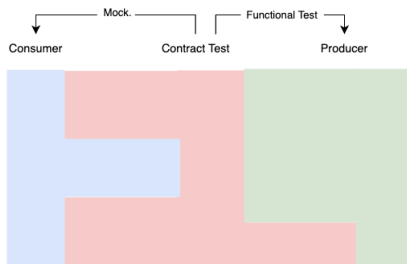 Mock.
Functional Test
Consumer
Contract Test
Producer